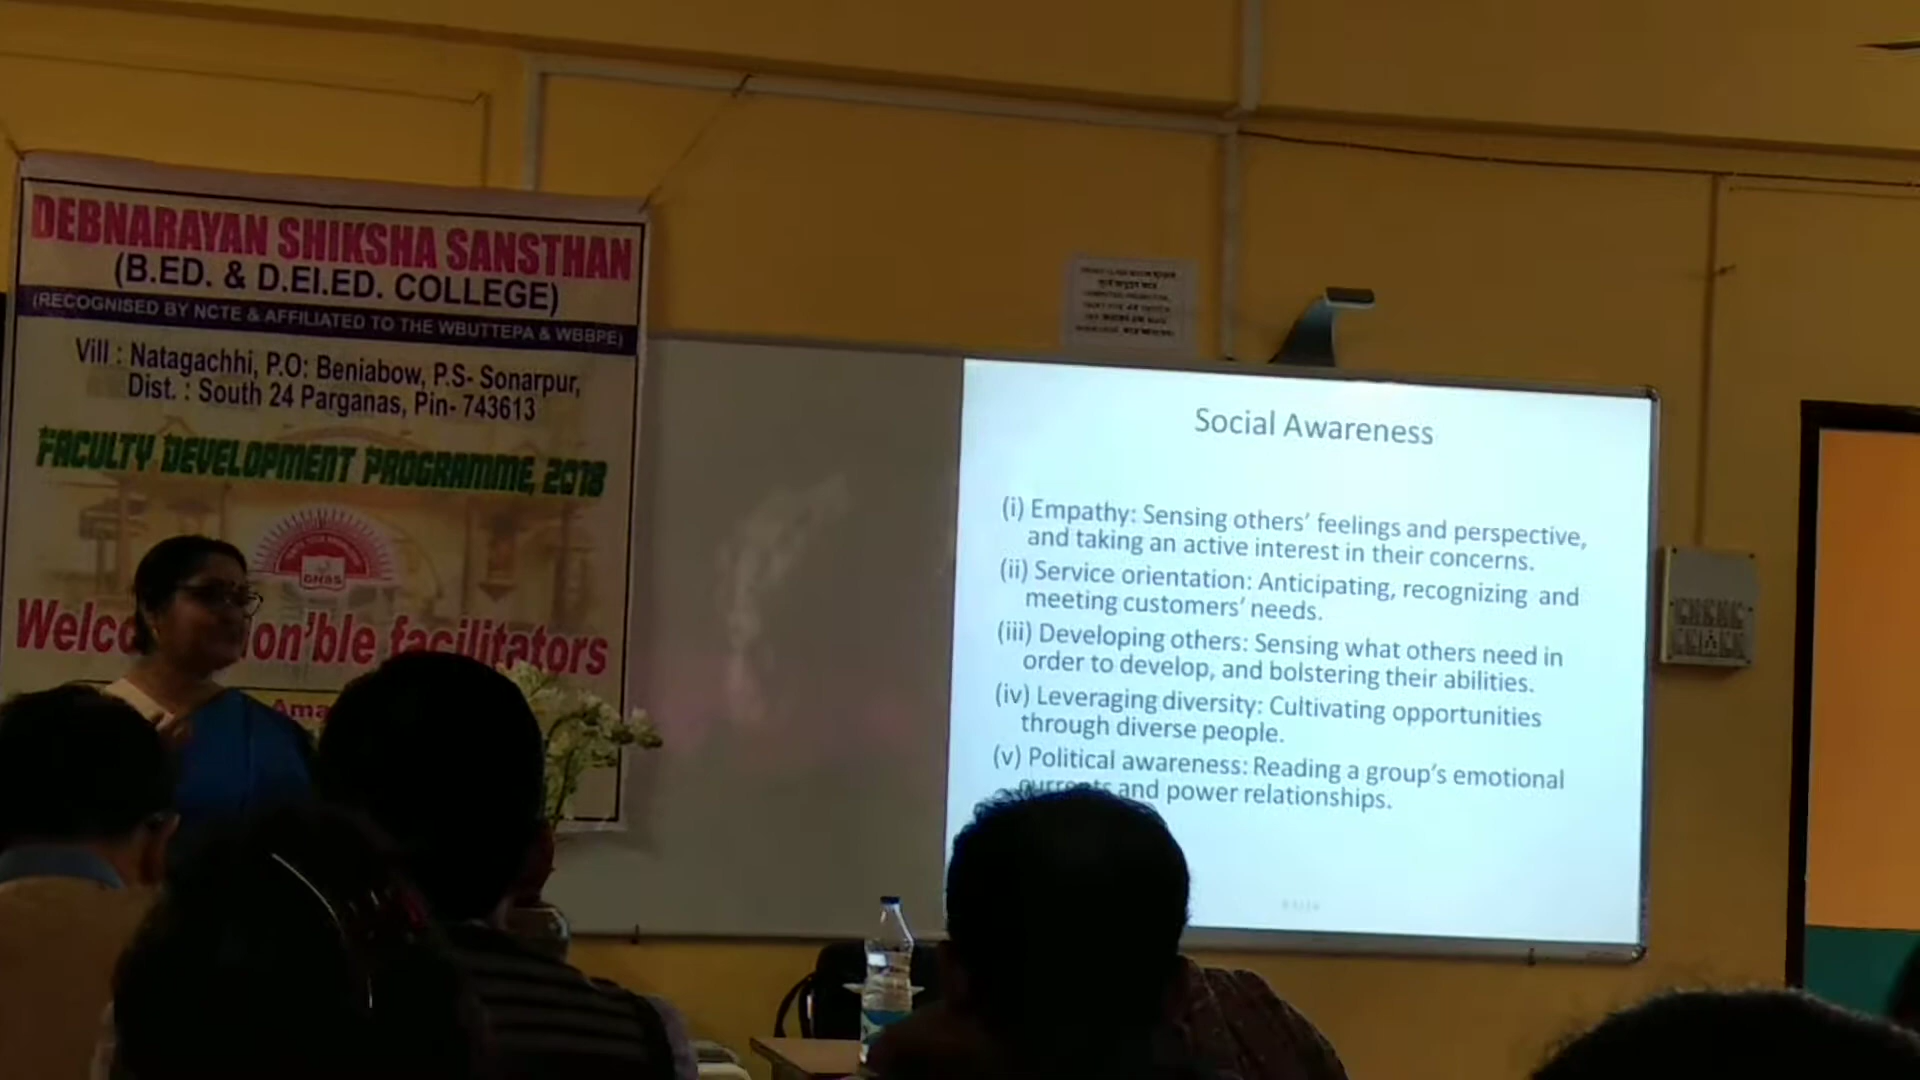 DEBNARAYAN SHIKSHA SANSTHAN
(B.ED. & D.El.ED. COLLEGE)
(RECOGNISED BY NCTE & AFFILIATED TO THE WBUTTEPA & WBBPE)
Vill : Natagachhi, P.O: Beniabow, P.S- Sonarpur,
Dist. : South 24 Parganas, Pin- 743613
FACULTY DEVELOPMENT PROGRAMME, 2018
Welco on'ble facilitators
Ama
Social Awareness
(i) Empathy: Sensing others' feelings and perspective,
and taking an active interest in their concerns.
(ii) Service orientation: Anticipating, recognizing and
meeting customers' needs.
(iii) Developing others: Sensing what others need in
order to develop, and bolstering their abilities.
(iv) Leveraging diversity: Cultivating opportunities
through diverse people.
(v) Political awareness: Reading a group's emotional
currents and power relationships.